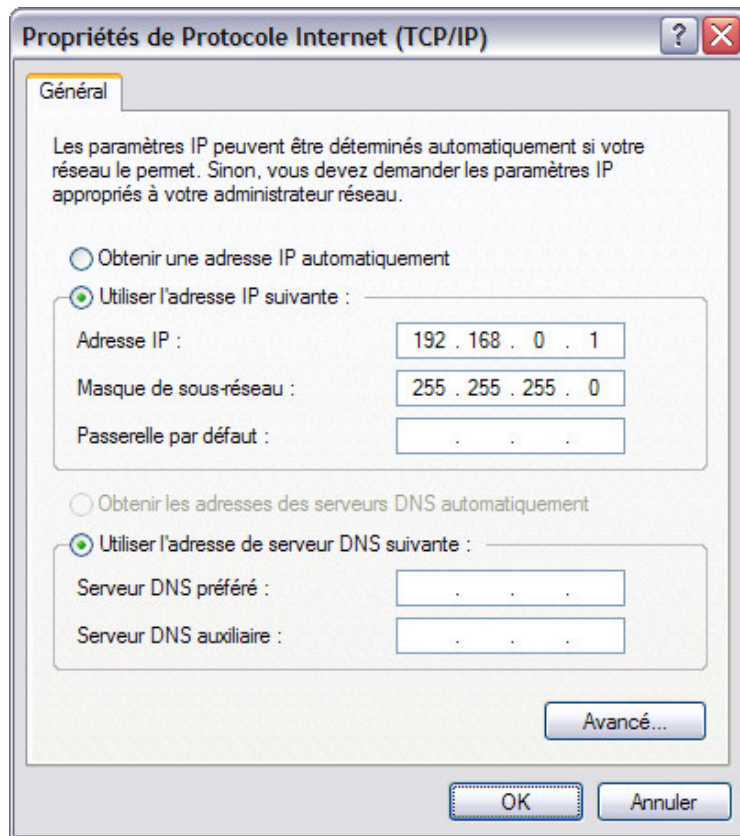 Propriétés de Protocole Internet (TCP/IP)
?
Général
Les paramètres IP peuvent être déterminés automatiquement si votre
réseau le permet. Sinon, vous devez demander les paramètres IP
appropriés à votre administrateur réseau.
Obtenir une adresse IP automatiquement
Utiliser l'adresse IP suivante :
Adresse IP : 192 . 168 . 0 . 1
Masque de sous-réseau : 255 . 255 . 255 . 0
Passerelle par défaut : . . .
Obtenir les adresses des serveurs DNS automatiquement
Utiliser l'adresse de serveur DNS suivante :
Serveur DNS préféré : . . .
Serveur DNS auxiliaire : . . .
Avancé...
OK Annuler